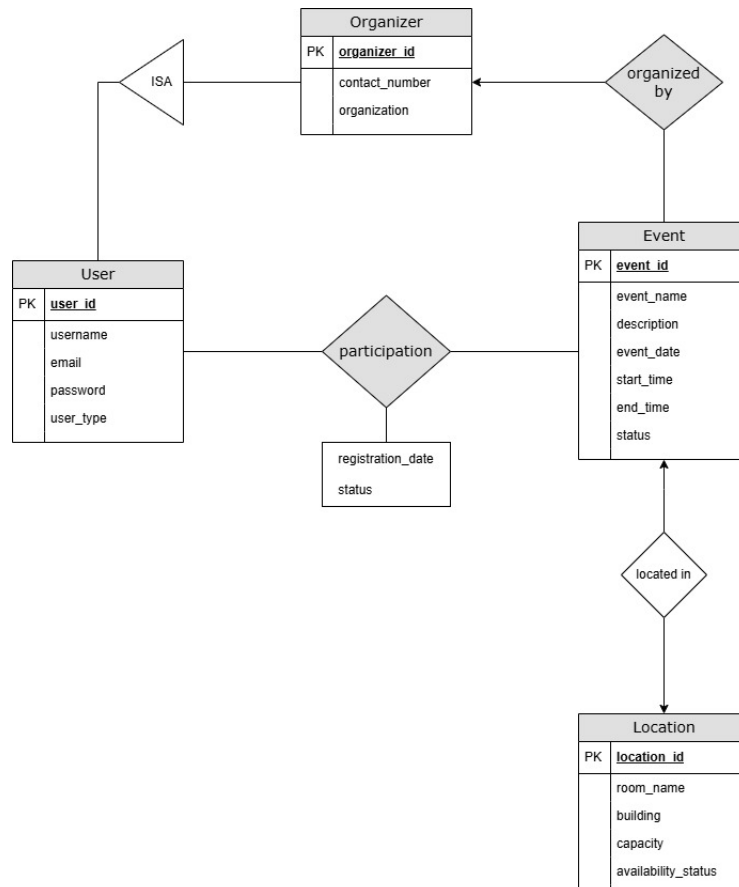 Organizer
PK organizer_id
contact_number
organization
ISA
organized
by
Event
PK event_id
event_name
description
event_date
start_time
end_time
status
User
PK user_id
username
email
password
user_type
participation
registration_date
status
located in
Location
PK location_id
room_name
building
capacity
availability_status